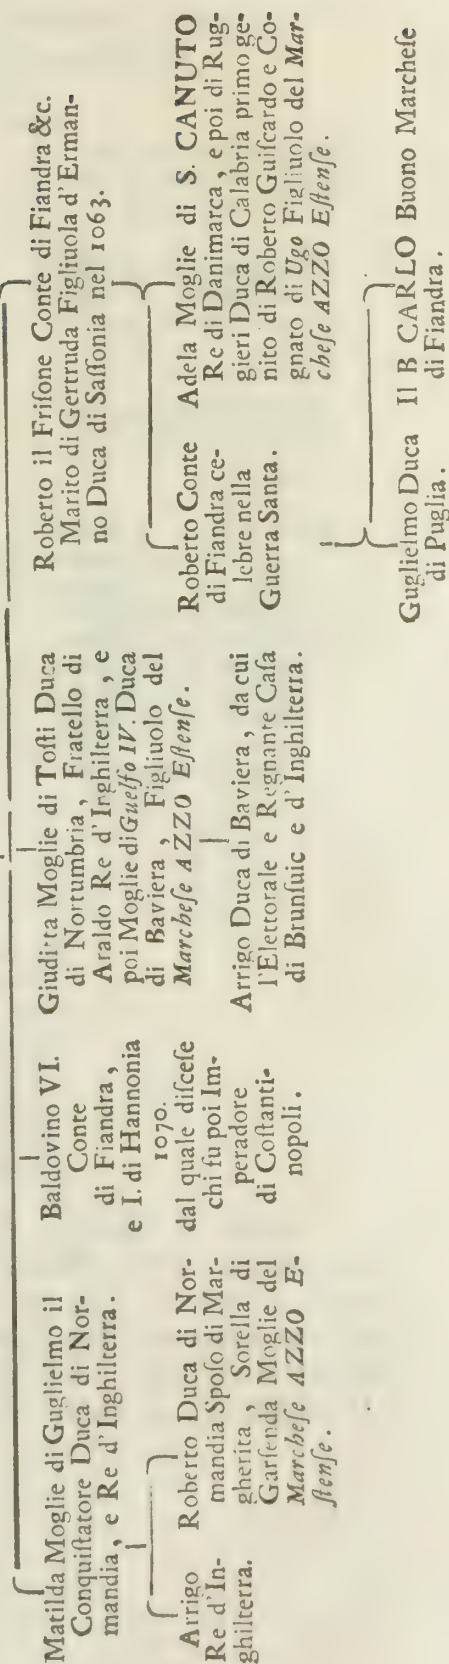 Matilda Moglie di Guglielmo il
Conquiſtatore Duca di Nor-
mandia, e Re d'Inghilterra.
Arrigo
Re d'In-
ghilterra.
Roberto Duca di Nor-
mandia Spoſo di Mar-
gherita, Sorella di
Garſenda Moglie del
Marcheſe AZZO E-
ſtenſe.
Baldovino VI.
Conte
di Fiandra,
e I. di Hannonia
1070.
dal quale diſceſe
chi fu poi Im-
peradore
di Coſtanti-
nopoli.
Giuditta Moglie di Toſti Duca
di Nortumbria, Fratello di
Araldo Re d'Inghilterra, e
poi Moglie di Guelfo IV. Duca
di Baviera, Figliuolo del
Marcheſe AZZO Eſtenſe.
Arrigo Duca di Baviera, da cui
l'Elettorale e Regnante Caſa
di Brunſuic e d'Inghilterra.
Roberto il Friſone Conte di Fiandra &c.
Marito di Gertruda Figliuola d'Erman-
no Duca di Saſſonia nel 1063.
Roberto Conte
di Fiandra ce-
lebre nella
Guerra Santa.
Adela Moglie di S. CANUTO
Re di Danimarca, e poi di Rug-
gieri Duca di Calabria primo ge-
nito di Roberto Guiſcardo e Co-
gnato di Ugo Figliuolo del Mar-
cheſe AZZO Eſtenſe.
Guglielmo Duca
di Puglia.
Il B CARLO Buono Marcheſe
di Fiandra.